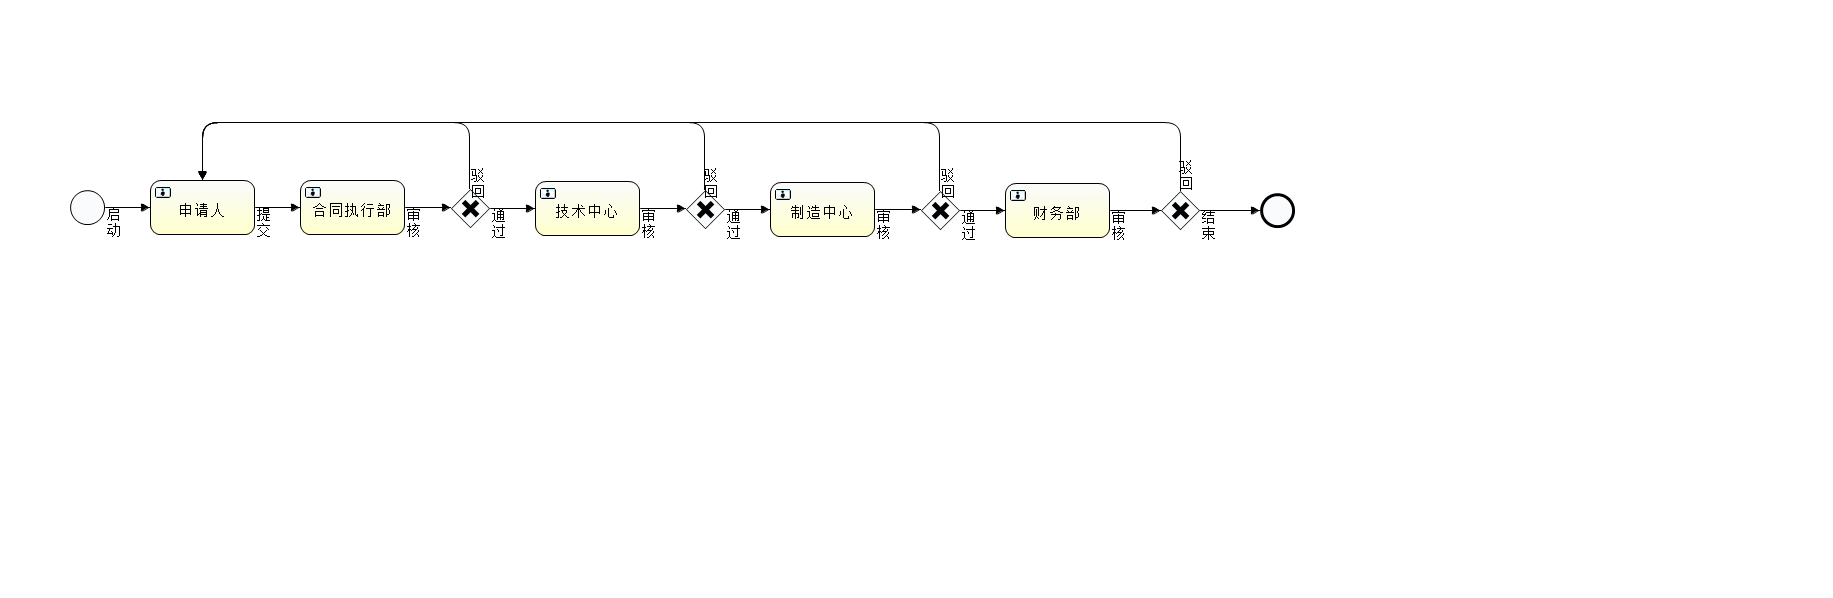 启动
申请人
提交
合同执行部
审核
驳回
通过
技术中心
审核
驳回
通过
制造中心
审核
驳回
通过
财务部
审核
驳回
结束